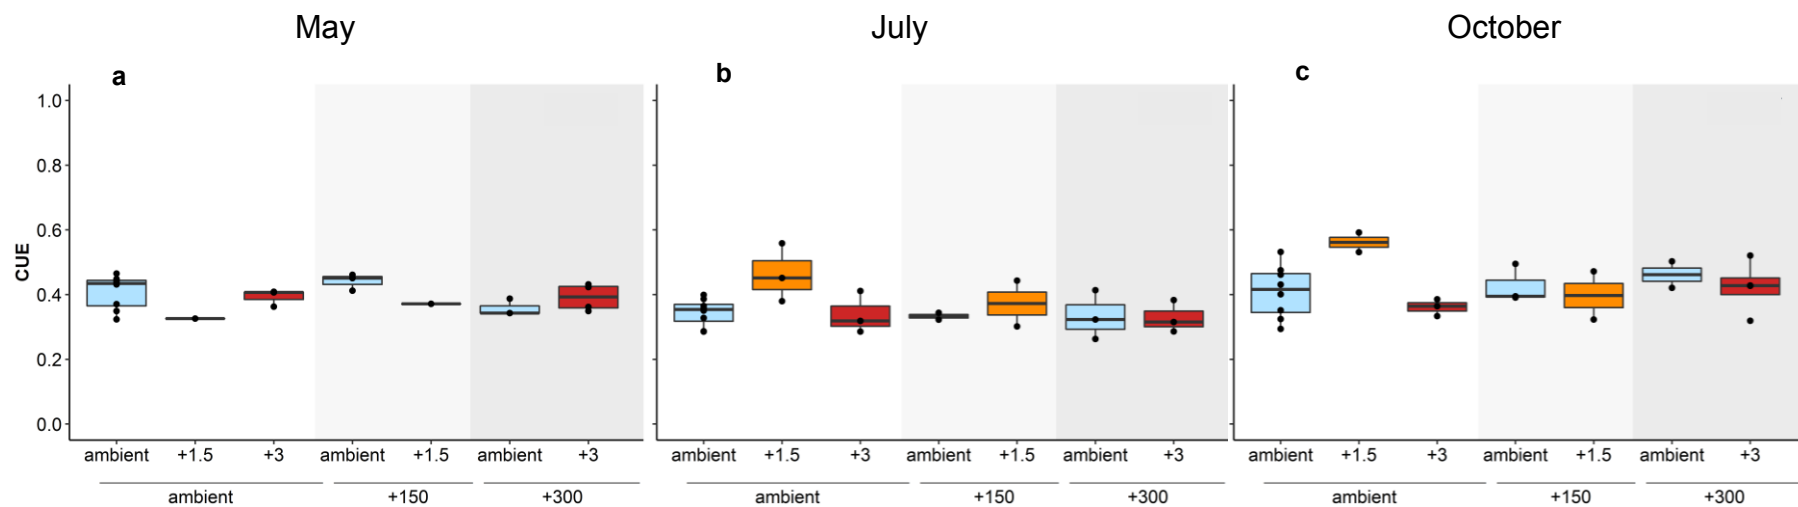 May July October
a b c
1.0
0.8
0.6
0.4
0.2
0.0
CUE
ambient +1.5 +3 ambient +1.5 ambient +3 ambient +1.5 +3 ambient +1.5 ambient +3 ambient +1.5 +3 ambient +1.5 ambient +3
ambient +150 +300 ambient +150 +300 ambient +150 +300